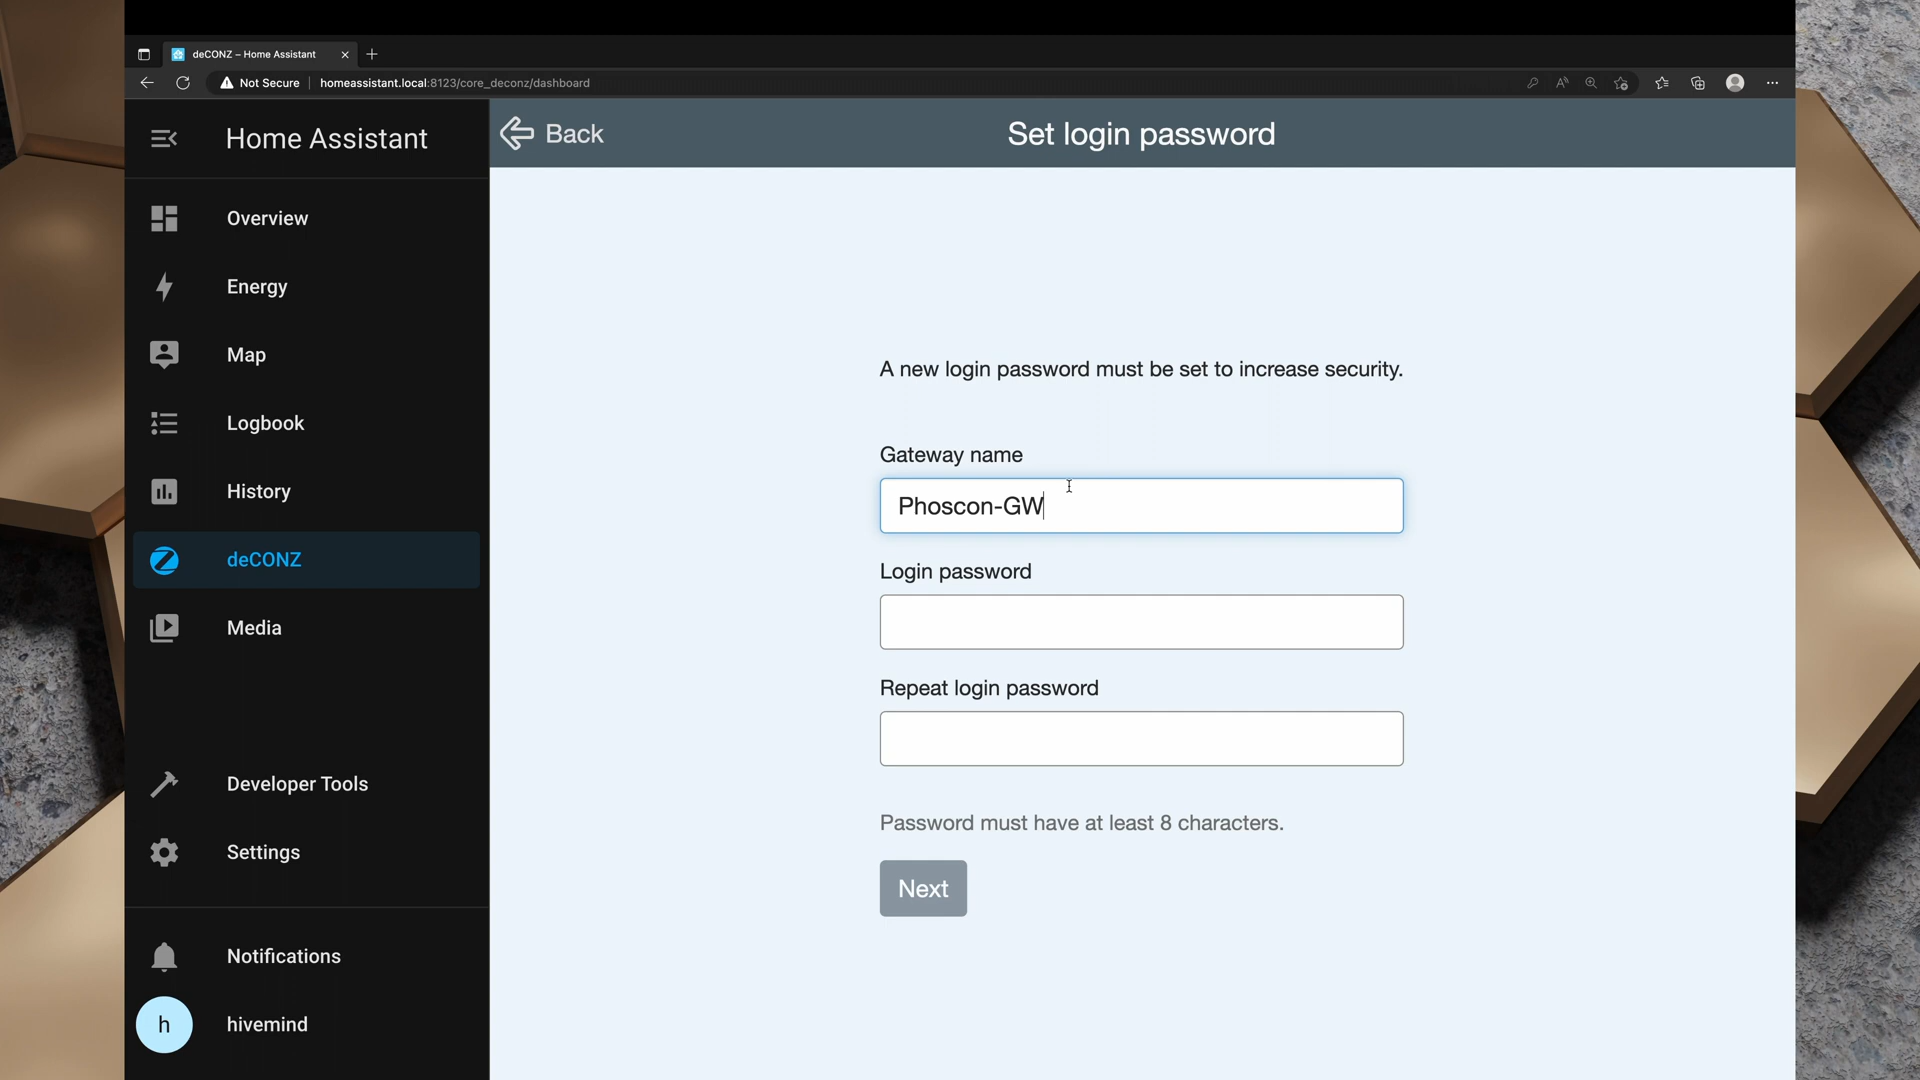 deCONZ – Home Assistant
Not Secure
homeassistant.local:8123/core_deconz/dashboard
Home Assistant
Back
Set login password
Overview
Energy
Map
Logbook
History
deCONZ
Media
Developer Tools
Settings
Notifications
h
hivemind
A new login password must be set to increase security.
Gateway name
Phoscon-GW
Login password
Repeat login password
Password must have at least 8 characters.
Next